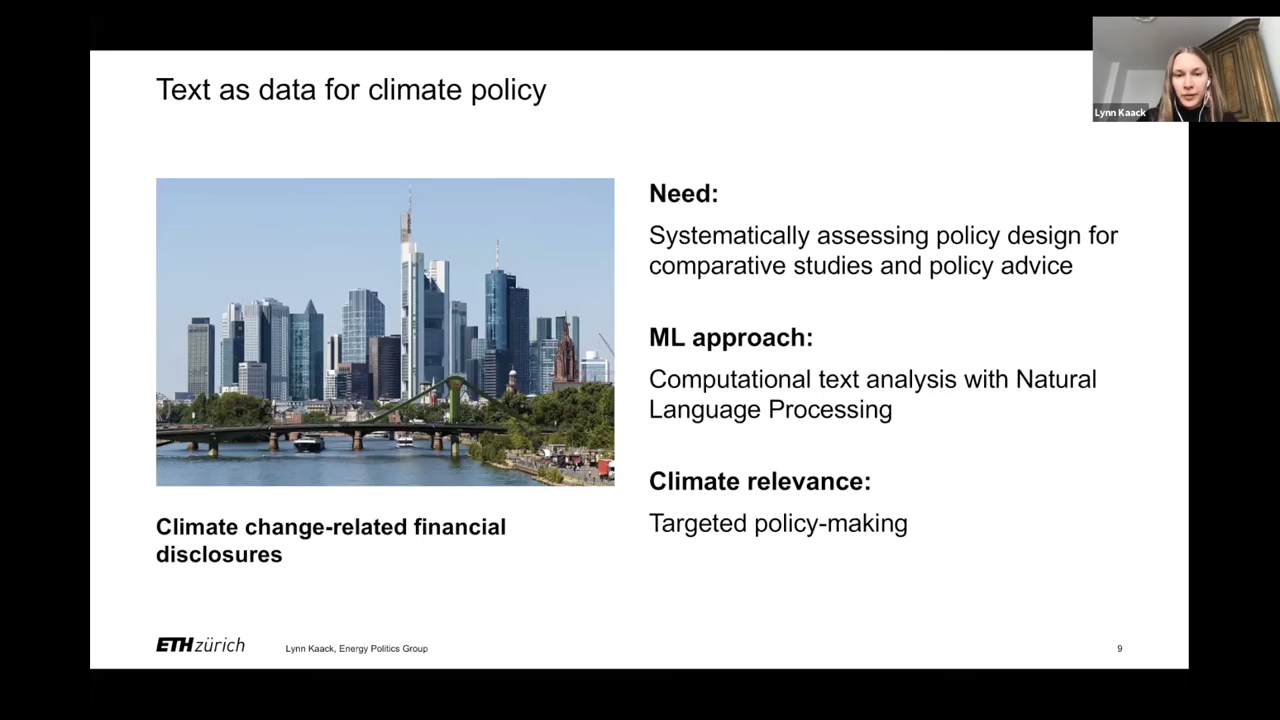 Text as data for climate policy
Lynn Kaack
Need:
Systematically assessing policy design for
comparative studies and policy advice
ML approach:
Computational text analysis with Natural
Language Processing
Climate relevance:
Targeted policy-making
Climate change-related financial
disclosures
ETH zürich
Lynn Kaack, Energy Politics Group
9